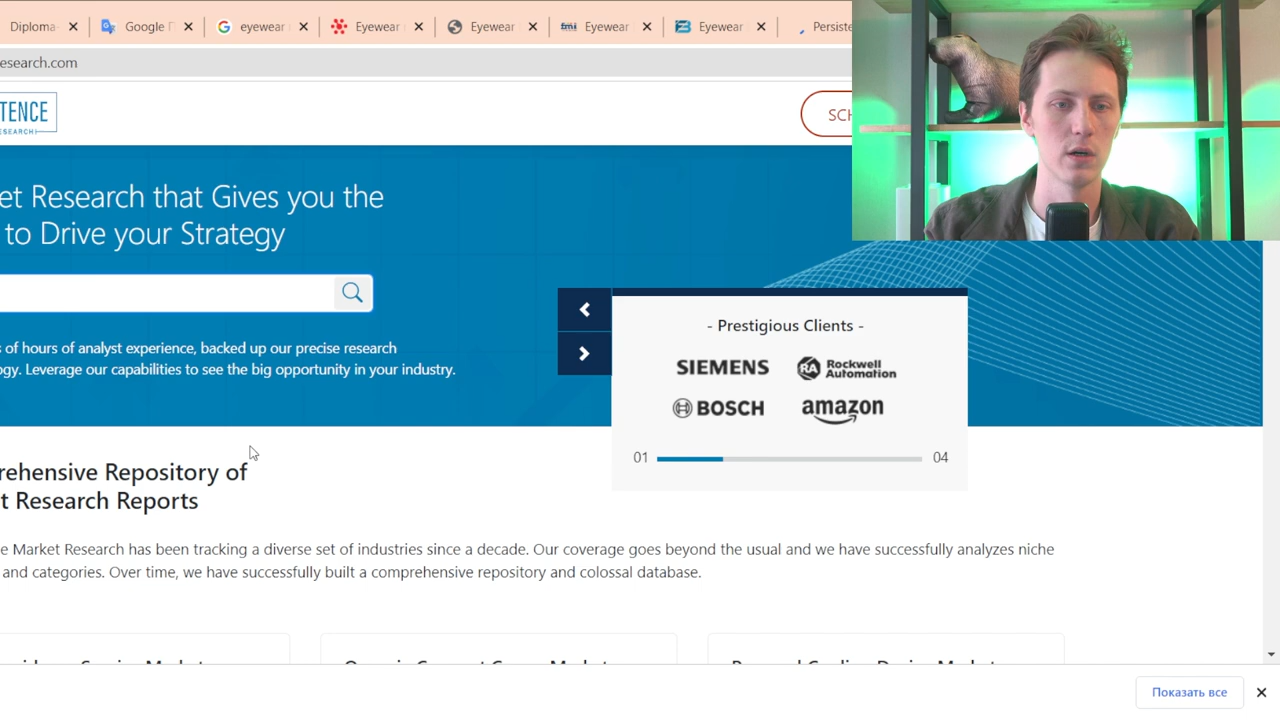 Diploma-
Google
eyewear
Eyewear
Eyewear
fmi
Eyewear
Eyewear
Persiste
esearch.com
TENCE
ESEARCH
SCH
et Research that Gives you the
to Drive your Strategy
s of hours of analyst experience, backed up our precise research
ogy. Leverage our capabilities to see the big opportunity in your industry.
- Prestigious Clients -
SIEMENS
RA Rockwell Automation
BOSCH
amazon
01
04
rehensive Repository of
t Research Reports
e Market Research has been tracking a diverse set of industries since a decade. Our coverage goes beyond the usual and we have successfully analyzes niche
and categories. Over time, we have successfully built a comprehensive repository and colossal database.
Показать все